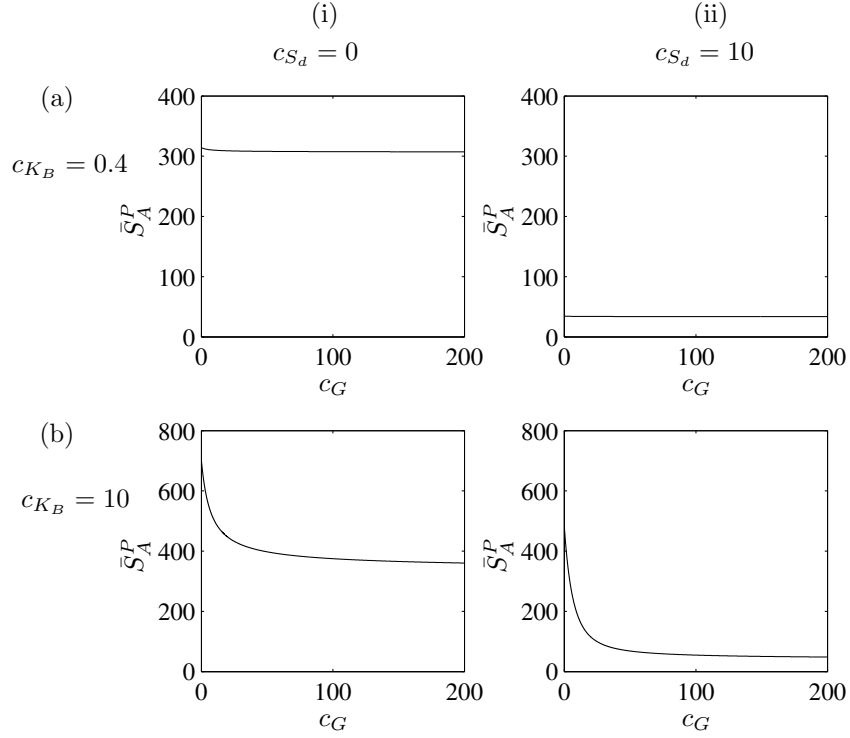 (i) (ii)
c_{S_d} = 0 c_{S_d} = 10
(a)
c_{K_B} = 0.4
400 400
300 300
200 200
100 100
0 0
\bar{S}_A^P \bar{S}_A^P
0 100 200 0 100 200
c_G c_G
(b)
c_{K_B} = 10
800 800
600 600
400 400
200 200
0 0
\bar{S}_A^P \bar{S}_A^P
0 100 200 0 100 200
c_G c_G